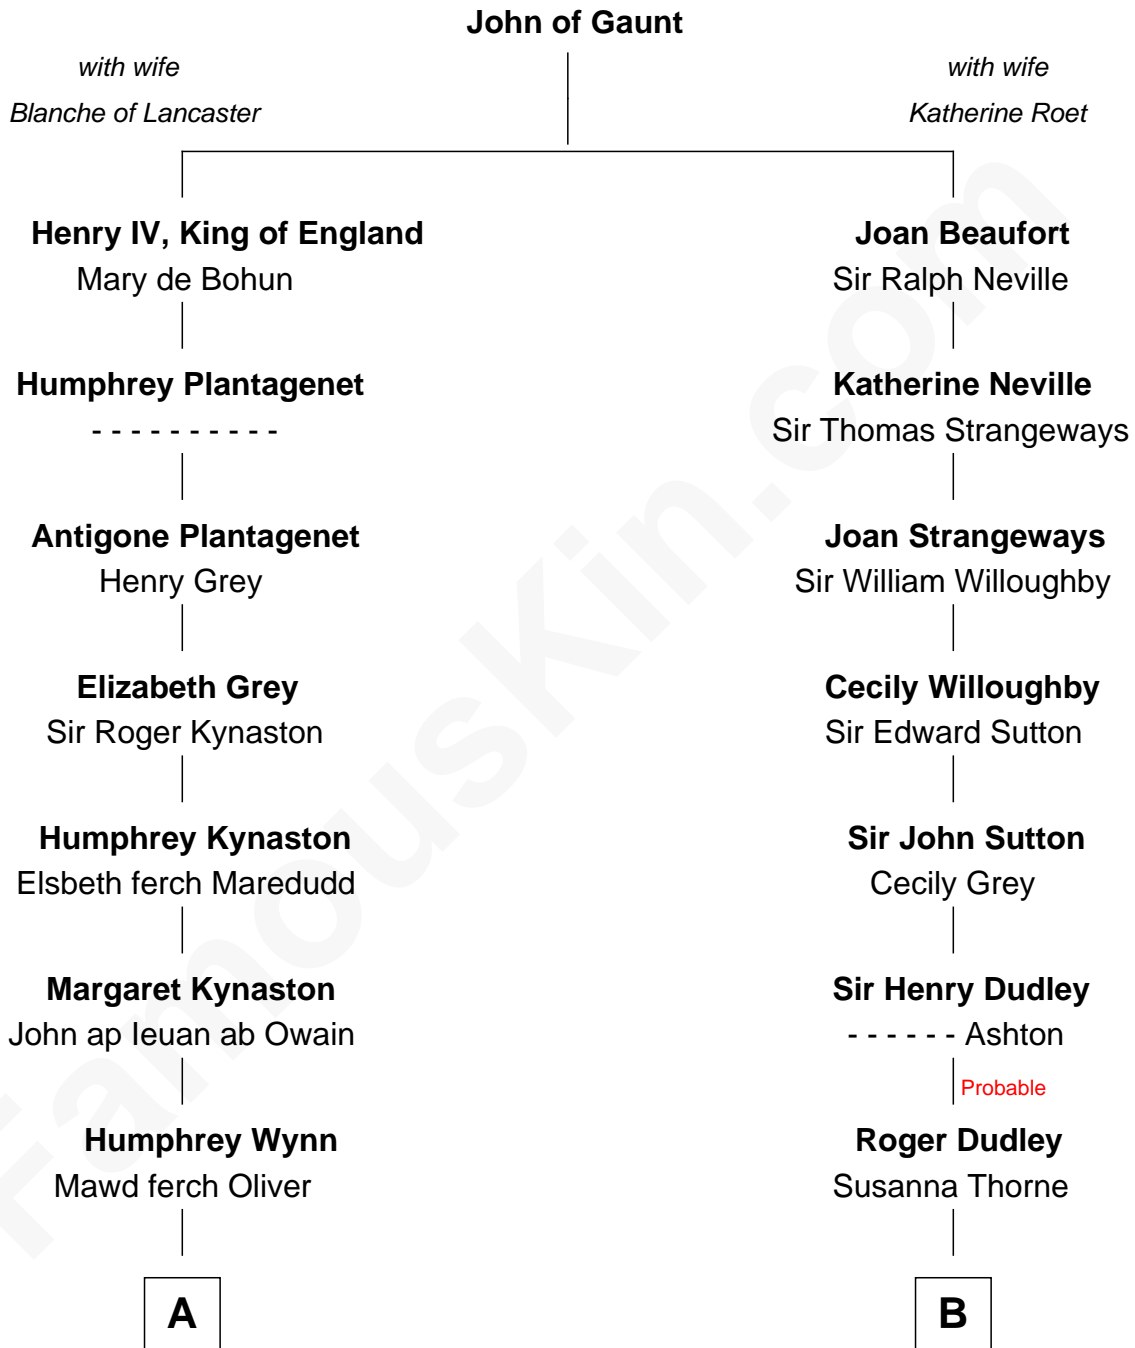 John of Gaunt
with wife
Blanche of Lancaster
with wife
Katherine Roet
Henry IV, King of England
Mary de Bohun
Joan Beaufort
Sir Ralph Neville
Humphrey Plantagenet
- - - - - - - - - -
Katherine Neville
Sir Thomas Strangeways
Antigone Plantagenet
Henry Grey
Joan Strangeways
Sir William Willoughby
Elizabeth Grey
Sir Roger Kynaston
Cecily Willoughby
Sir Edward Sutton
Humphrey Kynaston
Elsbeth ferch Maredudd
Sir John Sutton
Cecily Grey
Margaret Kynaston
John ap Ieuan ab Owain
Sir Henry Dudley
- - - - - - Ashton
Probable
Humphrey Wynn
Mawd ferch Oliver
Roger Dudley
Susanna Thorne
A
B
FamousKin.com